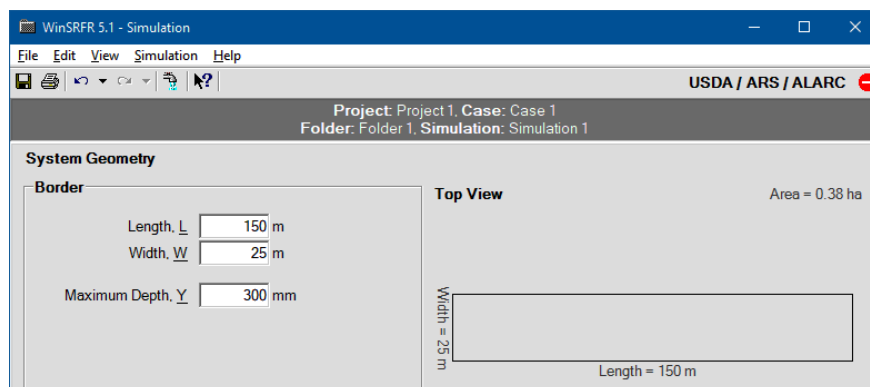 WinSRFR 5.1 - Simulation
File Edit View Simulation Help
USDA / ARS / ALARC
Project: Project 1, Case: Case 1
Folder: Folder 1, Simulation: Simulation 1
System Geometry
Border
Length, L 150 m
Width, W 25 m
Maximum Depth, Y 300 mm
Top View Area = 0.38 ha
Width = 25 m
Length = 150 m